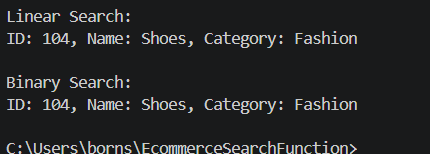 Linear Search:
ID: 104, Name: Shoes, Category: Fashion
Binary Search:
ID: 104, Name: Shoes, Category: Fashion
C:\Users\borns\EcommerceSearchFunction>